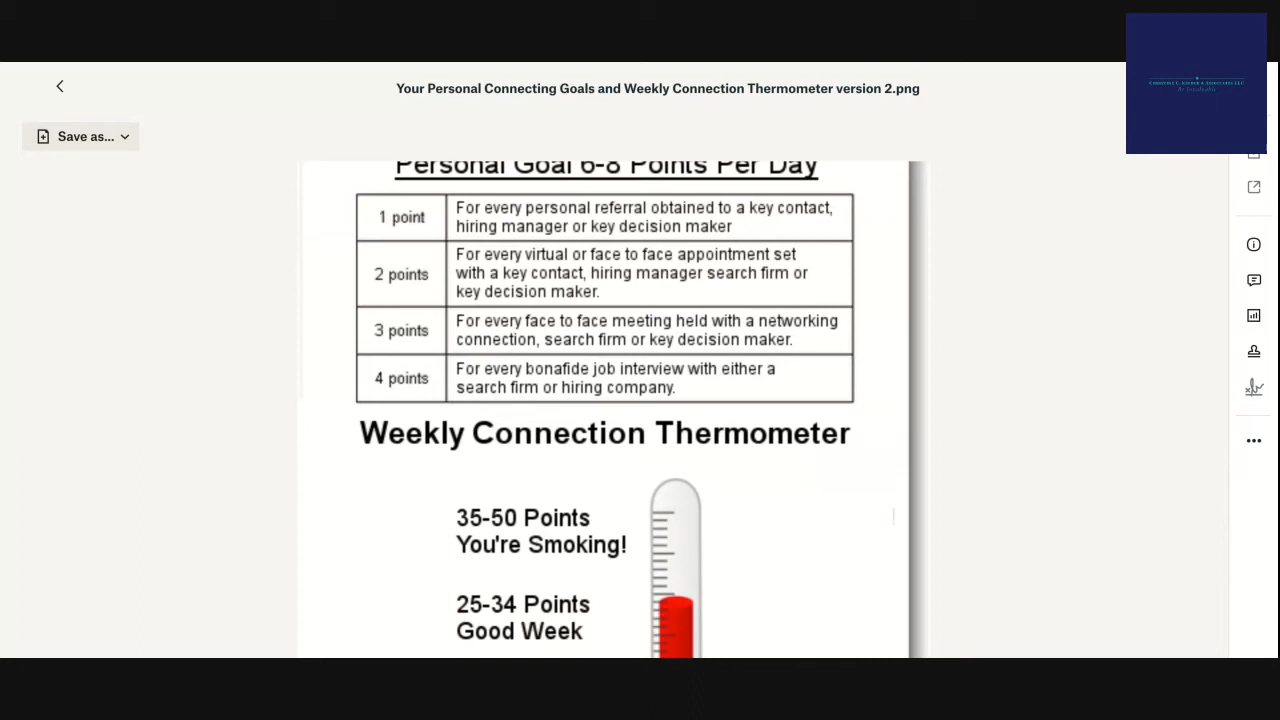 Your Personal Connecting Goals and Weekly Connection Thermometer version 2.png
Save as...
Personal Goal 6-8 Points Per Day
1 point
For every personal referral obtained to a key contact,
hiring manager or key decision maker
2 points
For every virtual or face to face appointment set
with a key contact, hiring manager search firm or
key decision maker.
3 points
For every face to face meeting held with a networking
connection, search firm or key decision maker.
4 points
For every bonafide job interview with either a
search firm or hiring company.
Weekly Connection Thermometer
35-50 Points
You're Smoking!
25-34 Points
Good Week